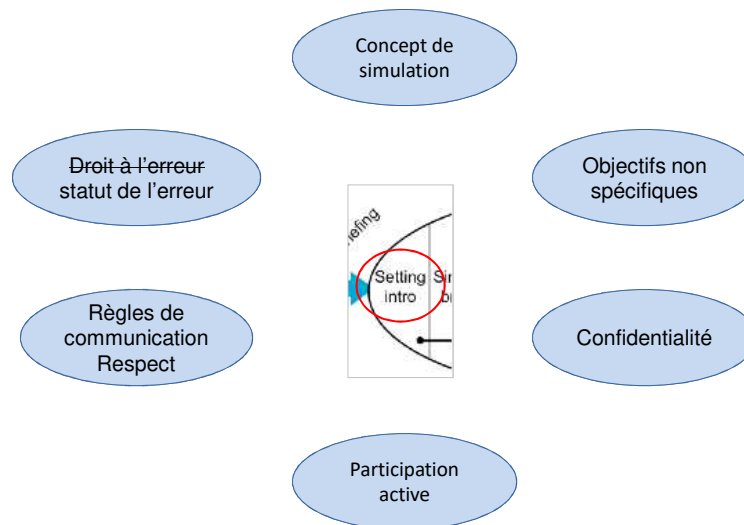 Concept de
simulation
Droit à l'erreur
statut de l'erreur
Objectifs non
spécifiques
Setting
intro
Règles de
communication
Respect
Confidentialité
Participation
active